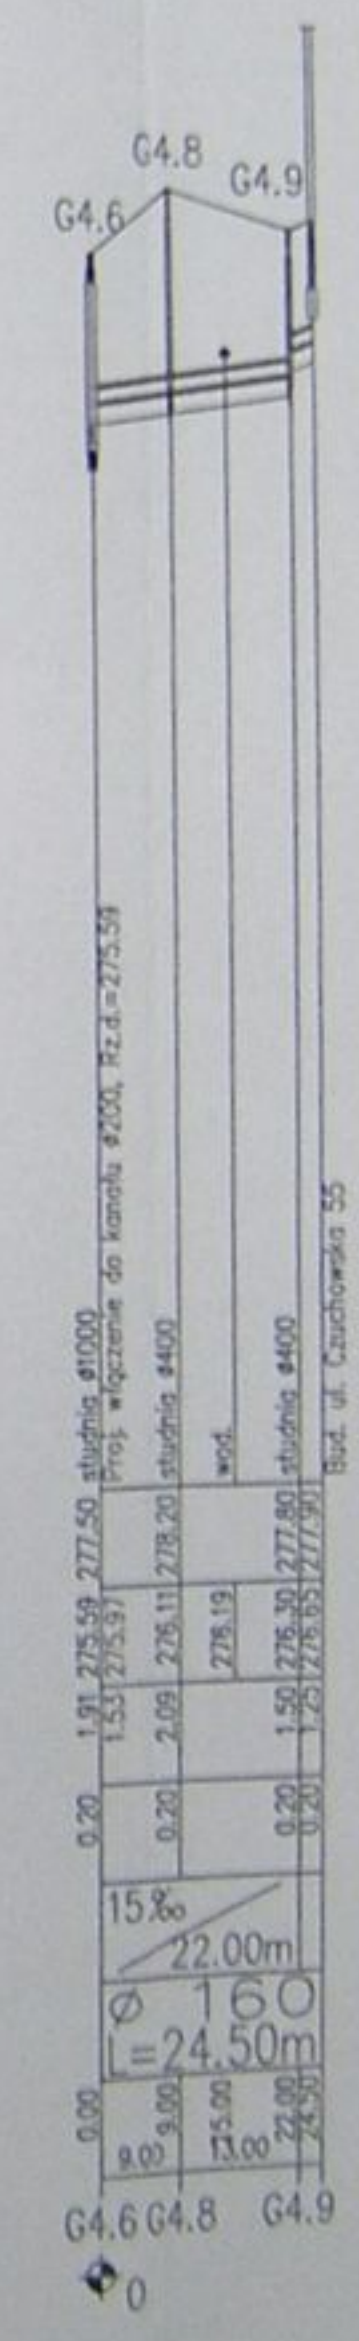 G4.6
G4.8
G4.9
studnia ø1000
Proj. włączenie do kanału ø200, Rz.d.=275.59
studnia ø400
wod.
studnia ø400
Bud. ul. Czuchowska 55
277.50
278.20
277.80
277.90
275.59
275.97
276.11
276.19
276.30
276.65
1.91
1.53
2.09
1.50
1.25
0.20
0.20
0.20
0.20
15‰
22.00m
Ø 160
L=24.50m
0.00
9.00
15.00
22.00
24.50
9.00
13.00
G4.6 G4.8 G4.9
0